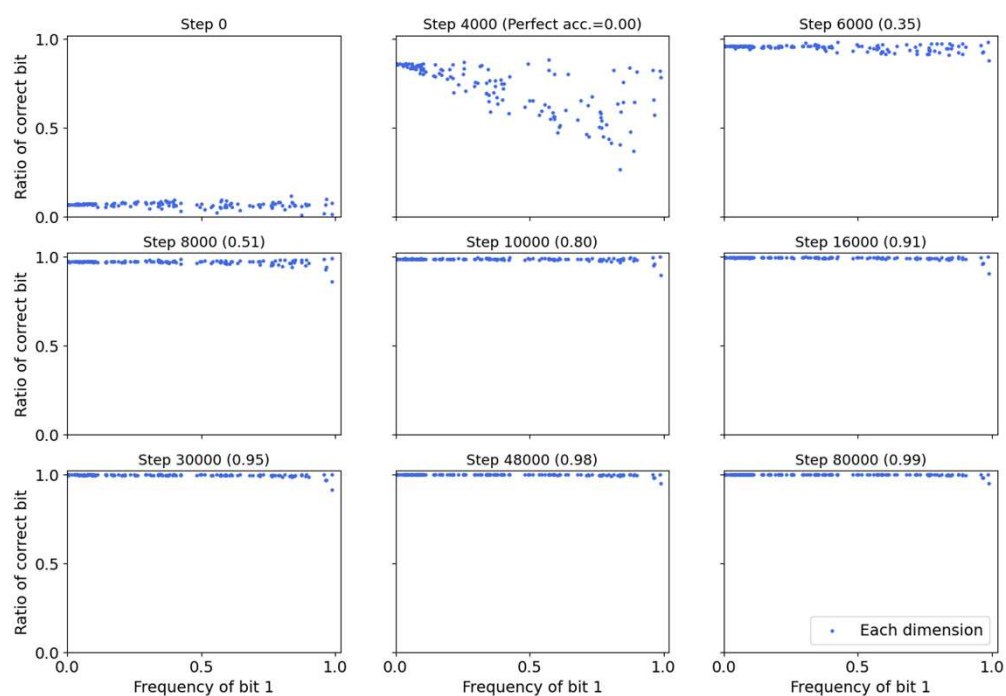 Step 0
Step 4000 (Perfect acc.=0.00)
Step 6000 (0.35)
1.0
0.5
0.0
Ratio of correct bit
Step 8000 (0.51)
Step 10000 (0.80)
Step 16000 (0.91)
1.0
0.5
0.0
Ratio of correct bit
Step 30000 (0.95)
Step 48000 (0.98)
Step 80000 (0.99)
1.0
0.5
0.0
Ratio of correct bit
Each dimension
0.0 0.5 1.0
0.0 0.5 1.0
0.0 0.5 1.0
Frequency of bit 1
Frequency of bit 1
Frequency of bit 1